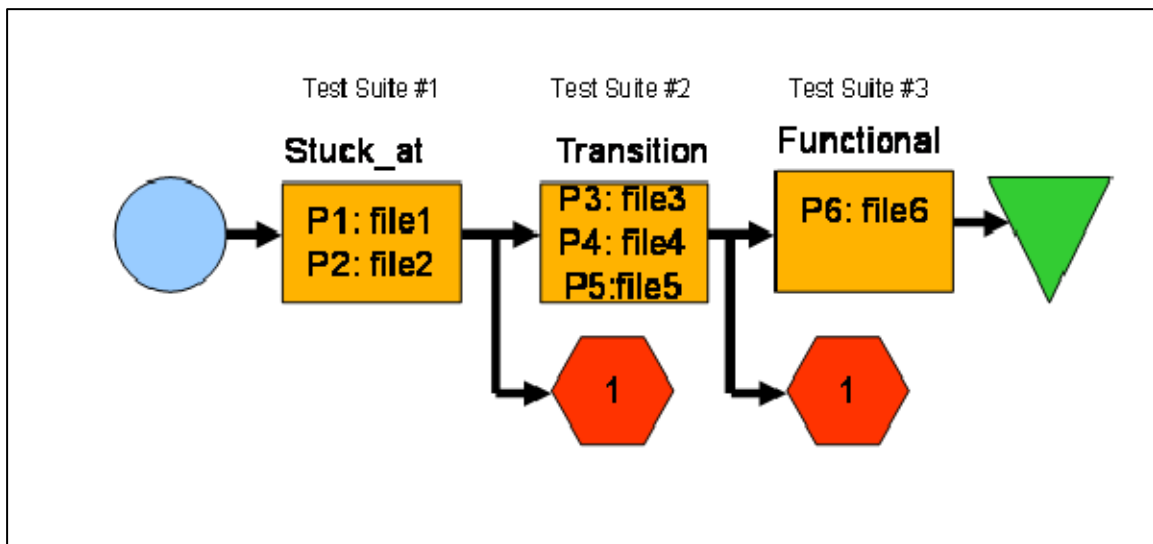 Test Suite #1
Test Suite #2
Test Suite #3
Stuck_at
Transition
Functional
P1: file1
P2: file2
P3: file3
P4: file4
P5:file5
P6: file6
1
1